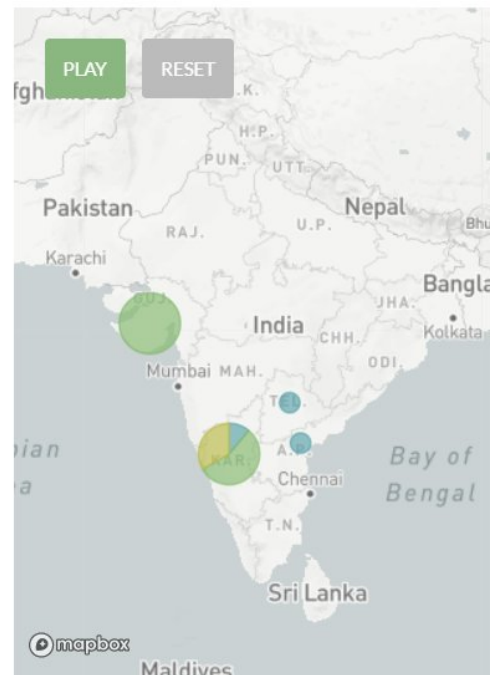 PLAY RESET
.K.
H.P.
PUN. UTT.
Pakistan
Nepal
RAJ.
U.P.
Bhu
Karachi
Bangla
GUJ.
JHA.
India
CHH.
Kolkata
ODI.
Mumbai MAH.
TEL.
KAR.
A.P.
Bay of
Bengal
Chennai
T.N.
Sri Lanka
mapbox
Maldives